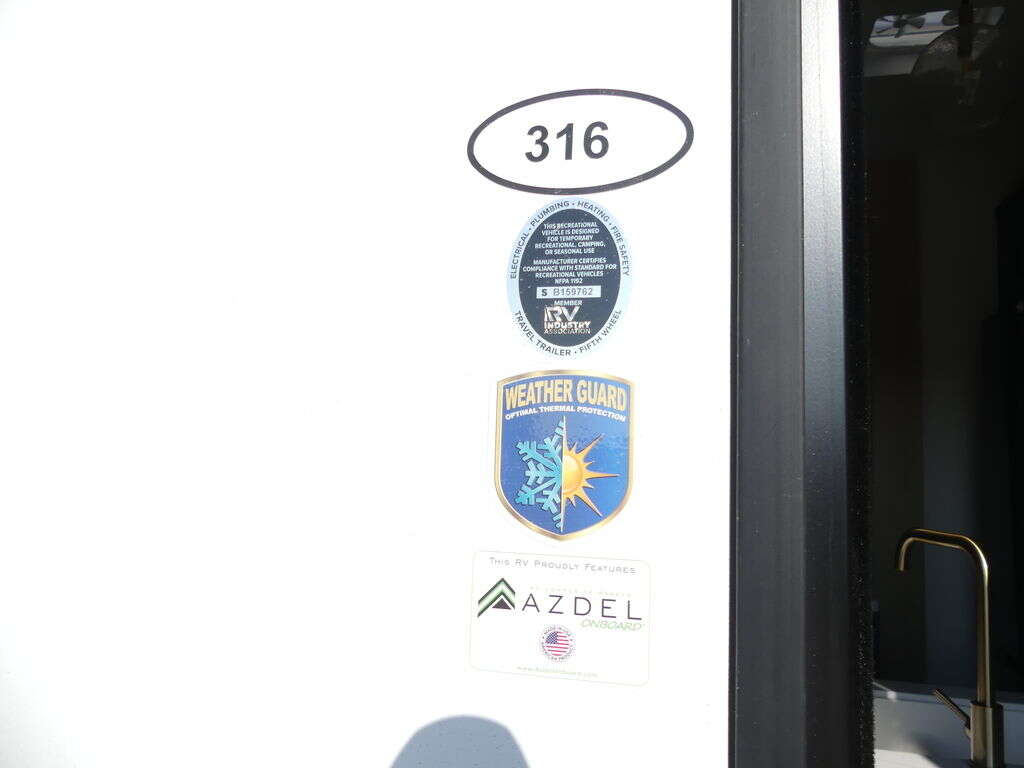 316
ELECTRICAL • PLUMBING • HEATING • FIRE SAFETY
THIS RECREATIONAL
VEHICLE IS DESIGNED
FOR TEMPORARY
RECREATIONAL, CAMPING,
OR SEASONAL USE
MANUFACTURER CERTIFIES
COMPLIANCE WITH STANDARD FOR
RECREATIONAL VEHICLES
NFPA 1192
S B159762
MEMBER
RV
INDUSTRY
ASSOCIATION
TRAVEL TRAILER • FIFTH WHEEL
WEATHER GUARD
OPTIMAL THERMAL PROTECTION
THIS RV PROUDLY FEATURES
AZDEL
ONBOARD